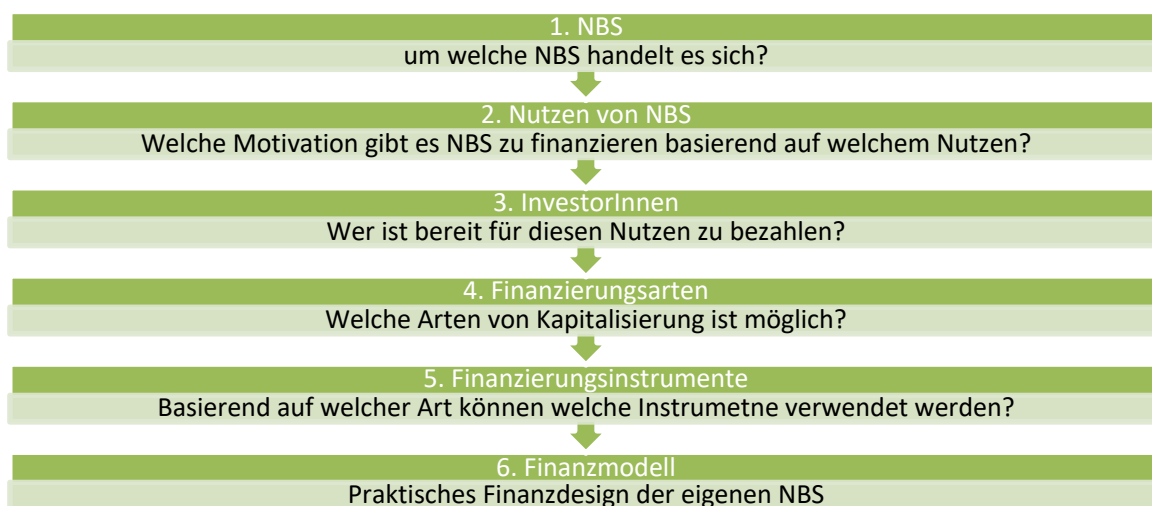 1. NBS
um welche NBS handelt es sich?
2. Nutzen von NBS
Welche Motivation gibt es NBS zu finanzieren basierend auf welchem Nutzen?
3. InvestorInnen
Wer ist bereit für diesen Nutzen zu bezahlen?
4. Finanzierungsarten
Welche Arten von Kapitalisierung ist möglich?
5. Finanzierungsinstrumente
Basierend auf welcher Art können welche Instrumetne verwendet werden?
6. Finanzmodell
Praktisches Finanzdesign der eigenen NBS